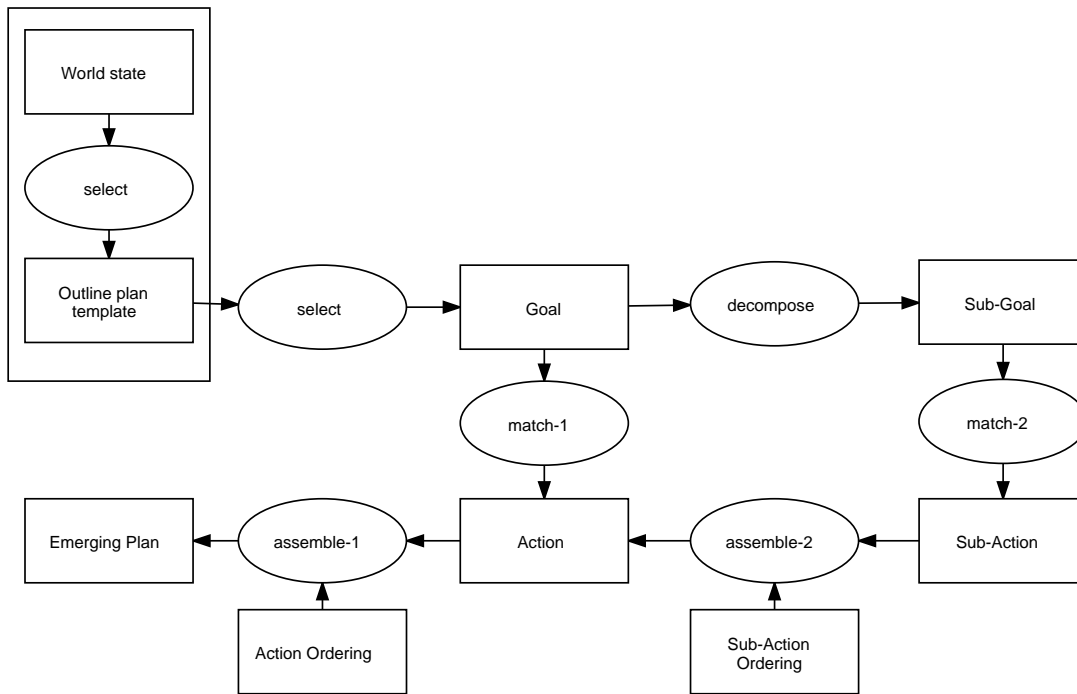 World state
select
Outline plan
template
select
Goal
decompose
Sub-Goal
match-1
match-2
Emerging Plan
assemble-1
Action
assemble-2
Sub-Action
Action Ordering
Sub-Action
Ordering